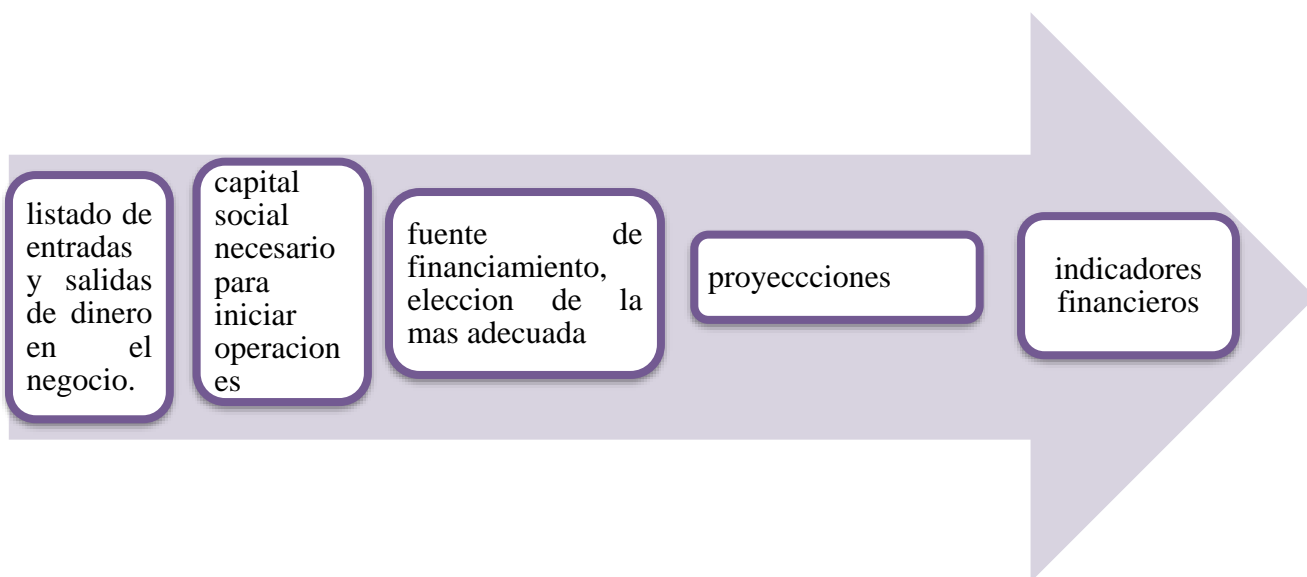 listado de
entradas
y salidas
de dinero
en el
negocio.
capital
social
necesario
para
iniciar
operacion
es
fuente de
financiamiento,
eleccion de la
mas adecuada
proyeccciones
indicadores
financieros